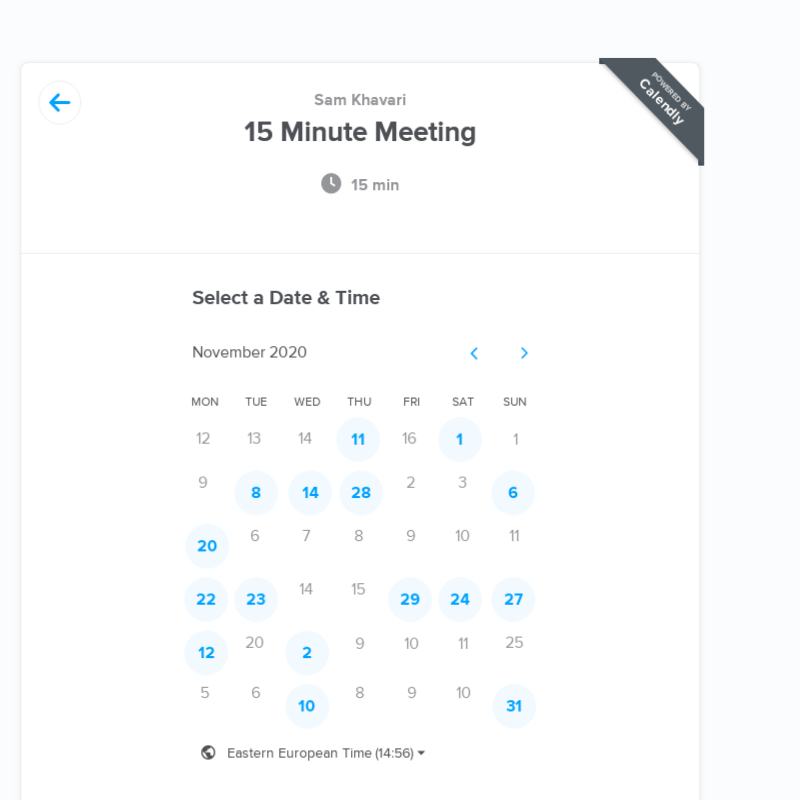 POWERED BY
Calendly
Sam Khavari
15 Minute Meeting
15 min
Select a Date & Time
November 2020
MON TUE WED THU FRI SAT SUN
12 13 14 11 16 1 1
9 8 14 28 2 3 6
20 6 7 8 9 10 11
22 23 14 15 29 24 27
12 20 2 9 10 11 25
5 6 10 8 9 10 31
Eastern European Time (14:56)